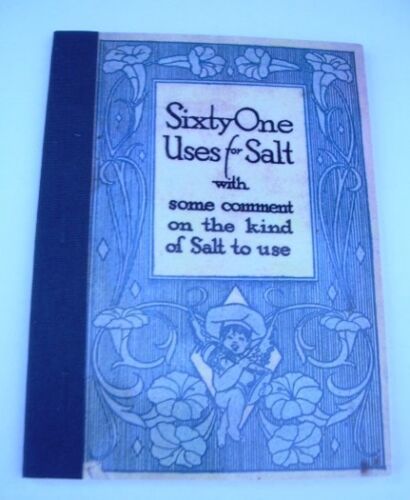 SixtyOne
Uses for Salt
with
some comment
on the kind
of Salt to use